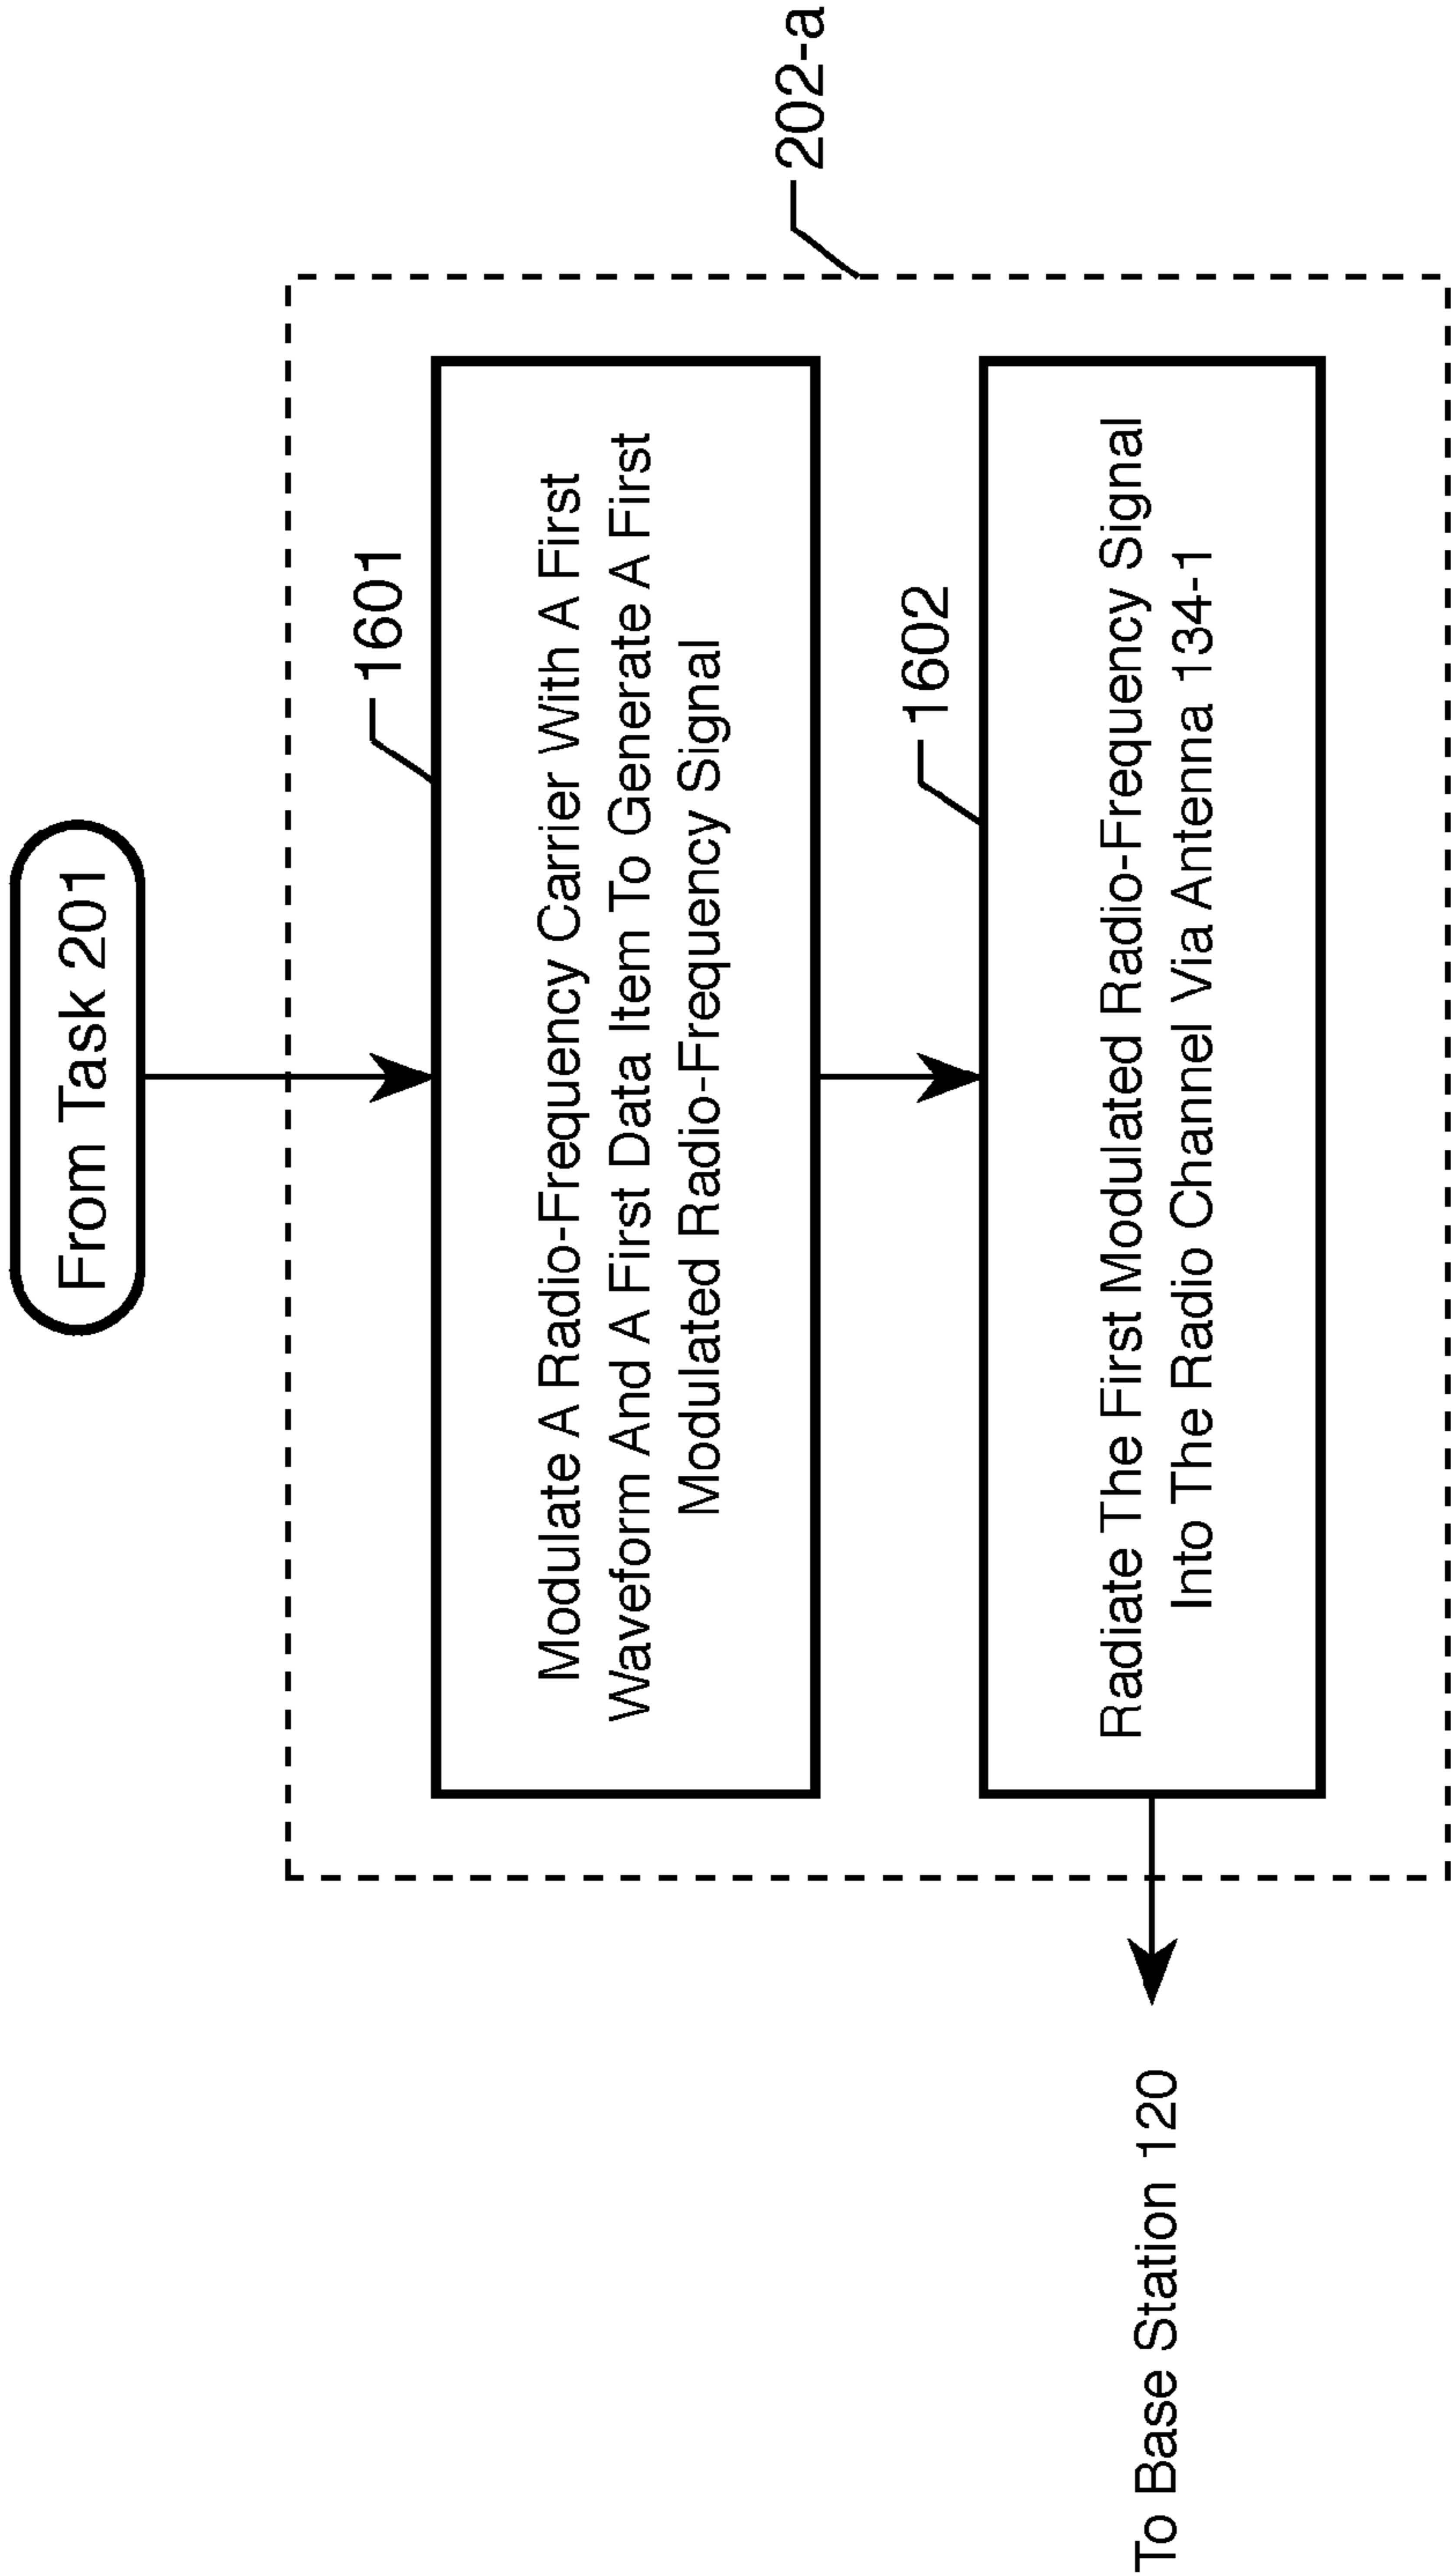 From Task 201
202-a
1601
Modulate A Radio-Frequency Carrier With A First
Waveform And A First Data Item To Generate A First
Modulated Radio-Frequency Signal
1602
Radiate The First Modulated Radio-Frequency Signal
Into The Radio Channel Via Antenna 134-1
To Base Station 120